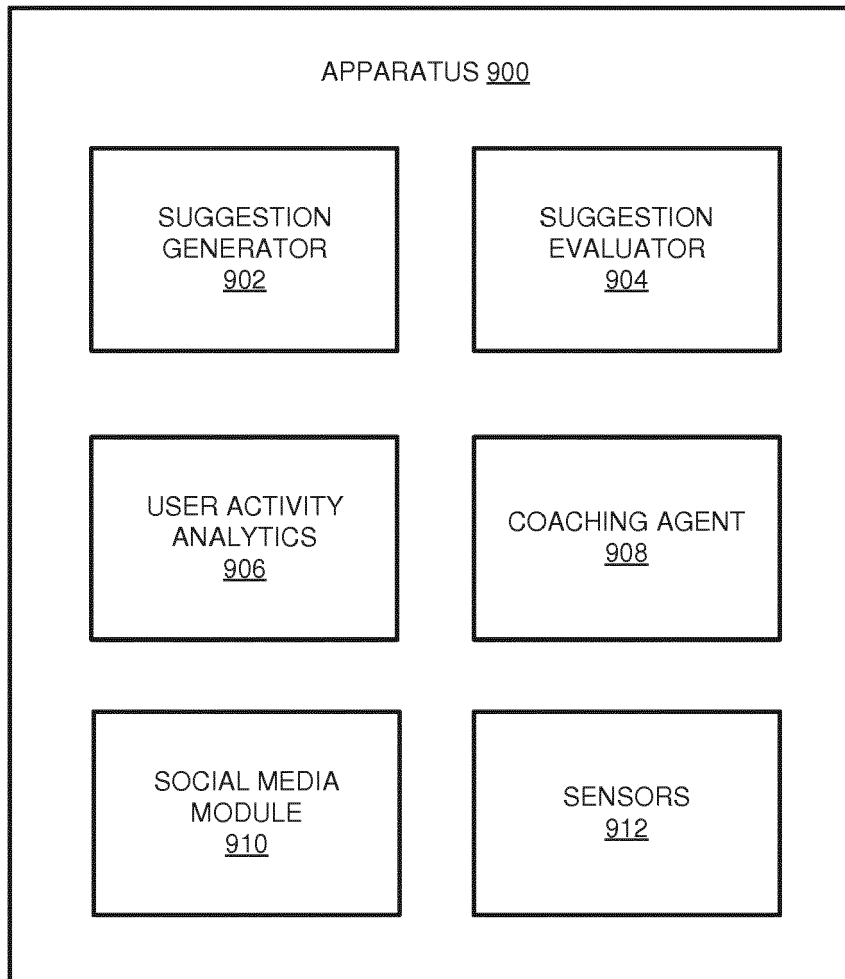 APPARATUS 900
SUGGESTION
GENERATOR
902
SUGGESTION
EVALUATOR
904
USER ACTIVITY
ANALYTICS
906
COACHING AGENT
908
SOCIAL MEDIA
MODULE
910
SENSORS
912